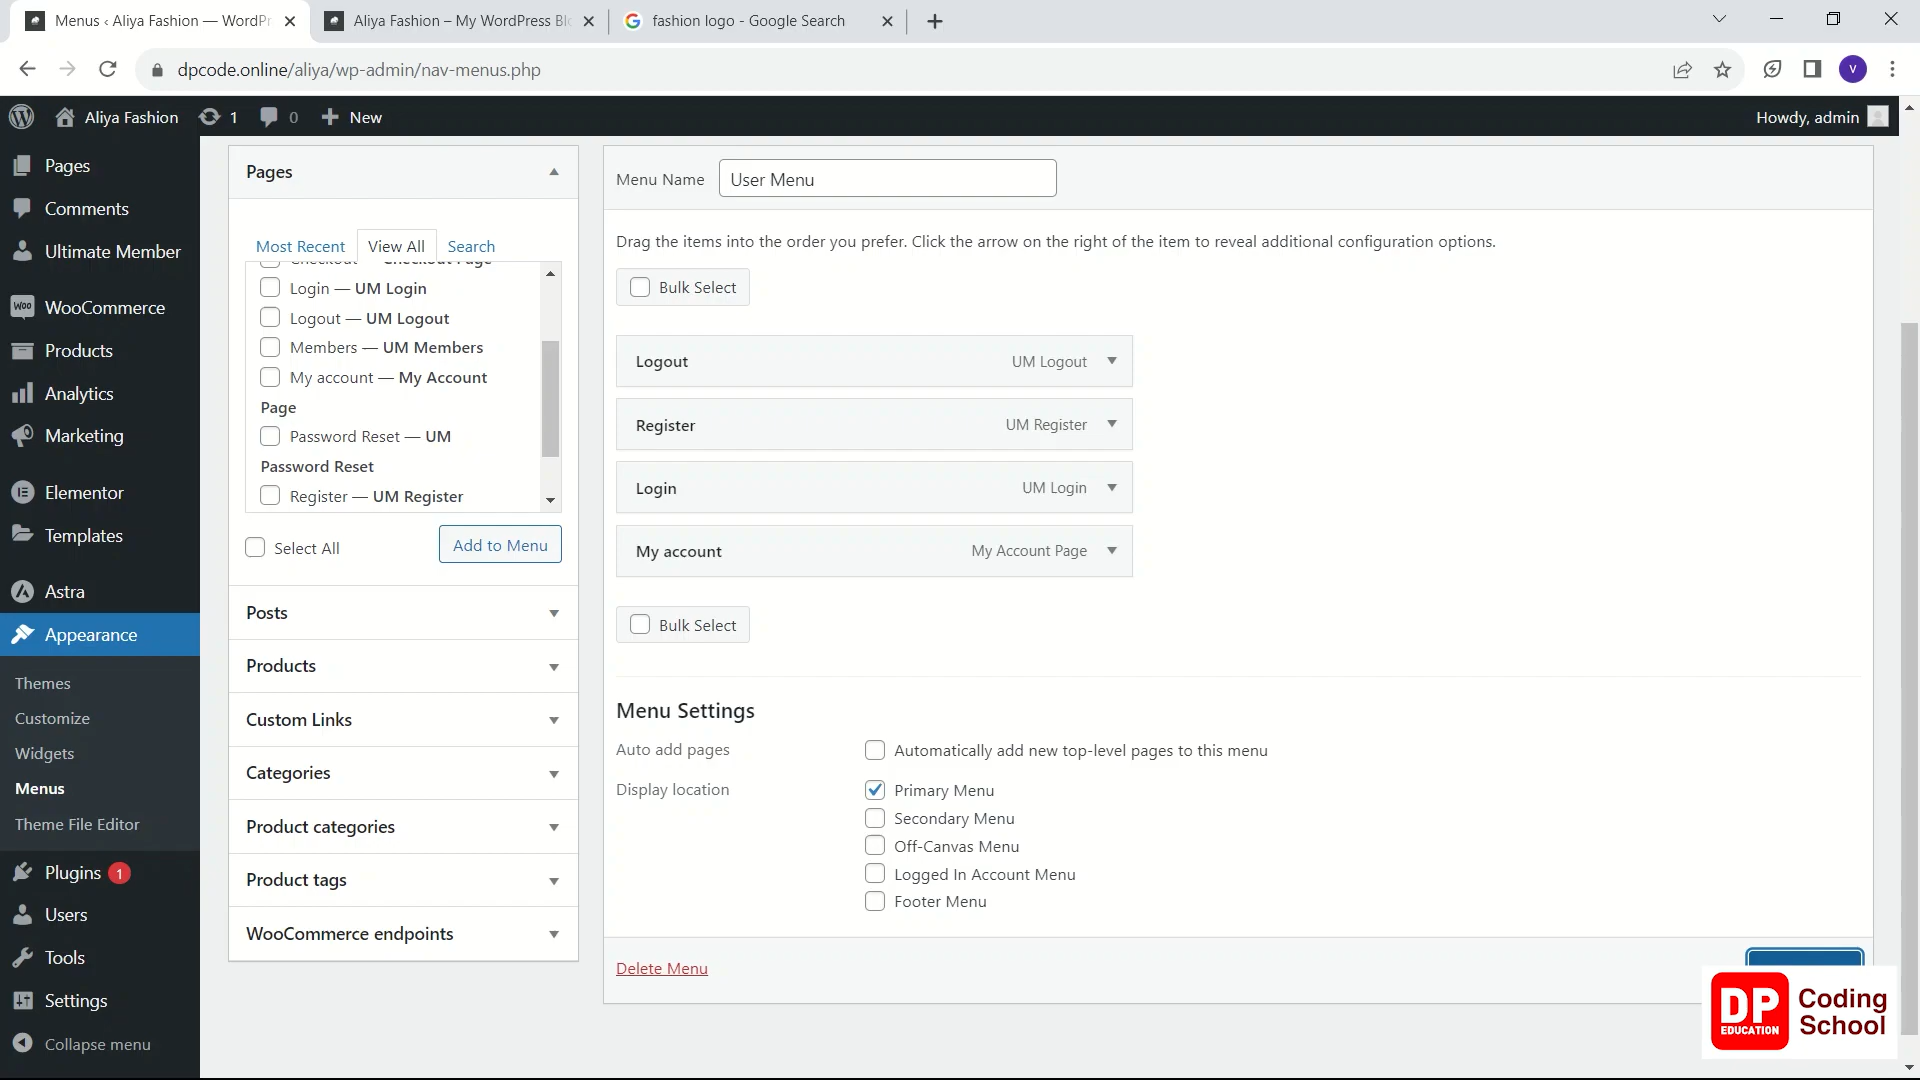 Menus ‹ Aliya Fashion — WordPr
Aliya Fashion – My WordPress Blo
fashion logo - Google Search
dpcode.online/aliya/wp-admin/nav-menus.php
V
Aliya Fashion
1
0
New
Howdy, admin
Pages
Comments
Ultimate Member
WooCommerce
Products
Analytics
Marketing
Elementor
Templates
Astra
Appearance
Themes
Customize
Widgets
Menus
Theme File Editor
Plugins 1
Users
Tools
Settings
Collapse menu
Pages
Most Recent
View All
Search
Checkout — Checkout Page
Login — UM Login
Logout — UM Logout
Members — UM Members
My account — My Account
Page
Password Reset — UM
Password Reset
Register — UM Register
Select All
Add to Menu
Posts
Products
Custom Links
Categories
Product categories
Product tags
WooCommerce endpoints
Menu Name
User Menu
Drag the items into the order you prefer. Click the arrow on the right of the item to reveal additional configuration options.
Bulk Select
Logout
UM Logout
Register
UM Register
Login
UM Login
My account
My Account Page
Bulk Select
Menu Settings
Auto add pages
Automatically add new top-level pages to this menu
Display location
Primary Menu
Secondary Menu
Off-Canvas Menu
Logged In Account Menu
Footer Menu
Delete Menu
DP
EDUCATION
Coding
School